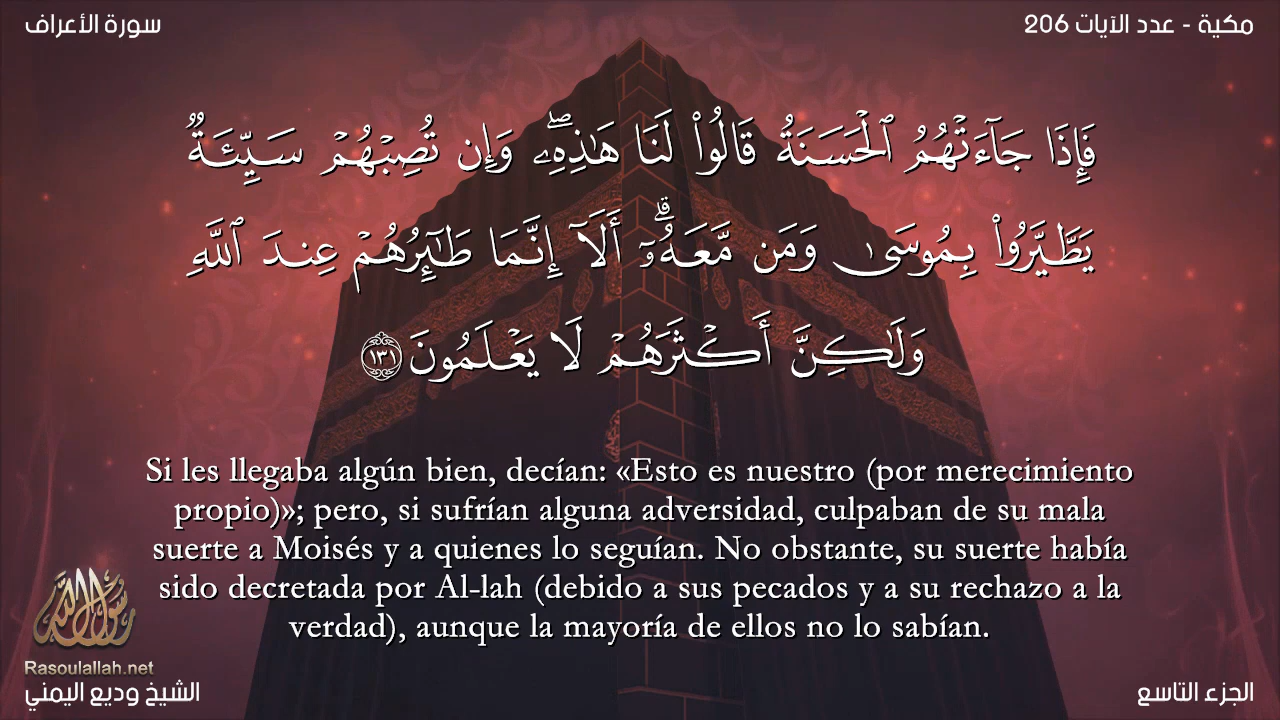 سورة الأعراف
مكية - عدد الآيات 206
فَإِذَا جَآءَتْهُمُ ٱلْحَسَنَةُ قَالُوا۟ لَنَا هَـٰذِهِۦ ۖ وَإِن تُصِبْهُمْ سَيِّئَةٌ
يَطَّيَّرُوا۟ بِمُوسَىٰ وَمَن مَّعَهُۥٓ ۗ أَلَآ إِنَّمَا طَـٰٓئِرُهُمْ عِندَ ٱللَّهِ
وَلَـٰكِنَّ أَكْثَرَهُمْ لَا يَعْلَمُونَ ١٣١
Si les llegaba algún bien, decían: «Esto es nuestro (por merecimiento
propio)»; pero, si sufrían alguna adversidad, culpaban de su mala
suerte a Moisés y a quienes lo seguían. No obstante, su suerte había
sido decretada por Al-lah (debido a sus pecados y a su rechazo a la
verdad), aunque la mayoría de ellos no lo sabían.
رسول الله
Rasoulallah.net
الشيخ وديع اليمني
الجزء التاسع